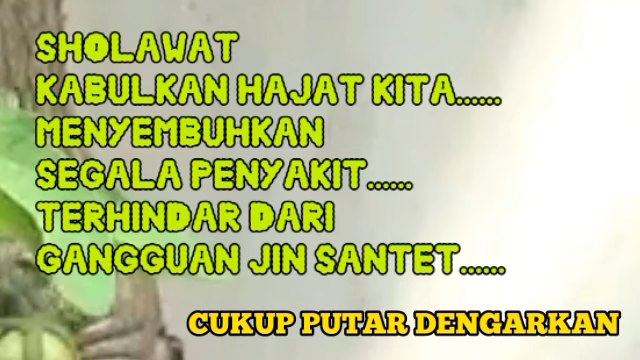 SHOLAWAT
KABULKAN HAJAT KITA......
MENYEMBUHKAN
SEGALA PENYAKIT......
TERHINDAR DARI
GANGGUAN JIN SANTET......
CUKUP PUTAR DENGARKAN